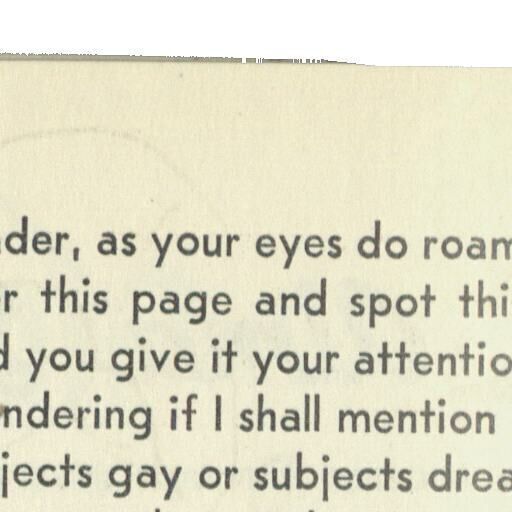 der, as your eyes do roam
r this page and spot thi
d you give it your attentio
ndering if I shall mention
jects gay or subjects drea